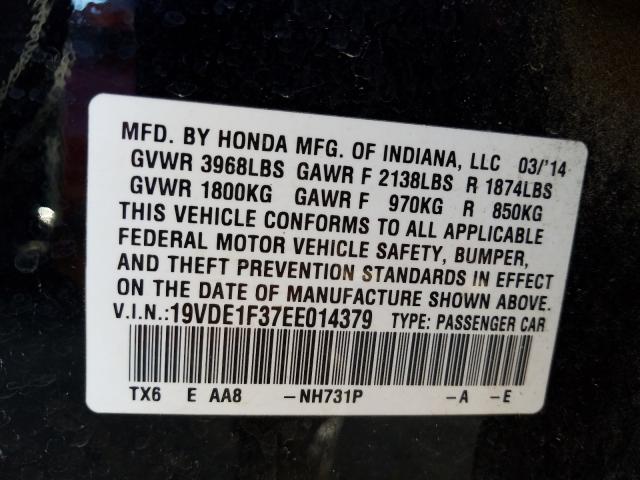 MFD. BY HONDA MFG. OF INDIANA, LLC 03/'14
GVWR 3968LBS GAWR F 2138LBS R 1874LBS
GVWR 1800KG GAWR F 970KG R 850KG
THIS VEHICLE CONFORMS TO ALL APPLICABLE
FEDERAL MOTOR VEHICLE SAFETY, BUMPER,
AND THEFT PREVENTION STANDARDS IN EFFECT
ON THE DATE OF MANUFACTURE SHOWN ABOVE.
V.I.N.:19VDE1F37EE014379 TYPE: PASSENGER CAR
TX6 E AA8 –NH731P –A –E